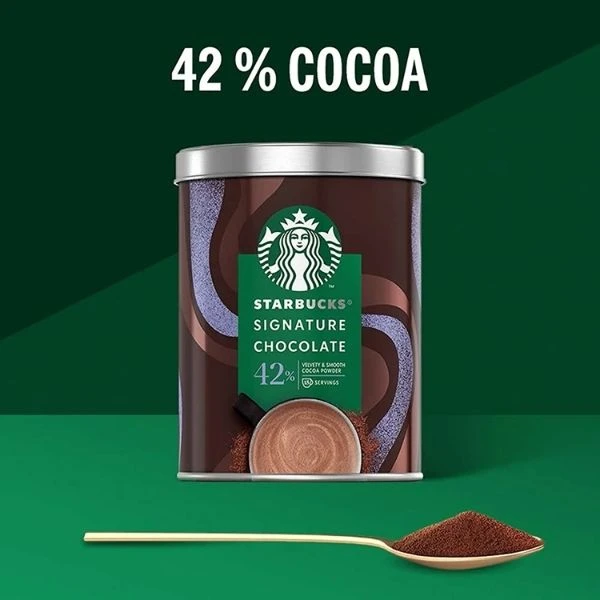 42 % COCOA
STARBUCKS®
SIGNATURE
CHOCOLATE
42%
VELVETY & SMOOTH
COCOA POWDER
SERVINGS